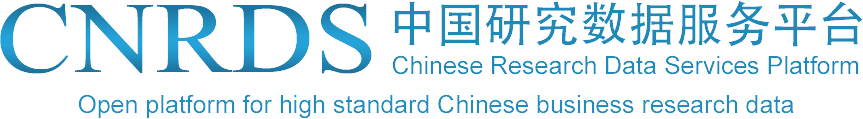 CNRDS 中国研究数据服务平台
Chinese Research Data Services Platform
Open platform for high standard Chinese business research data